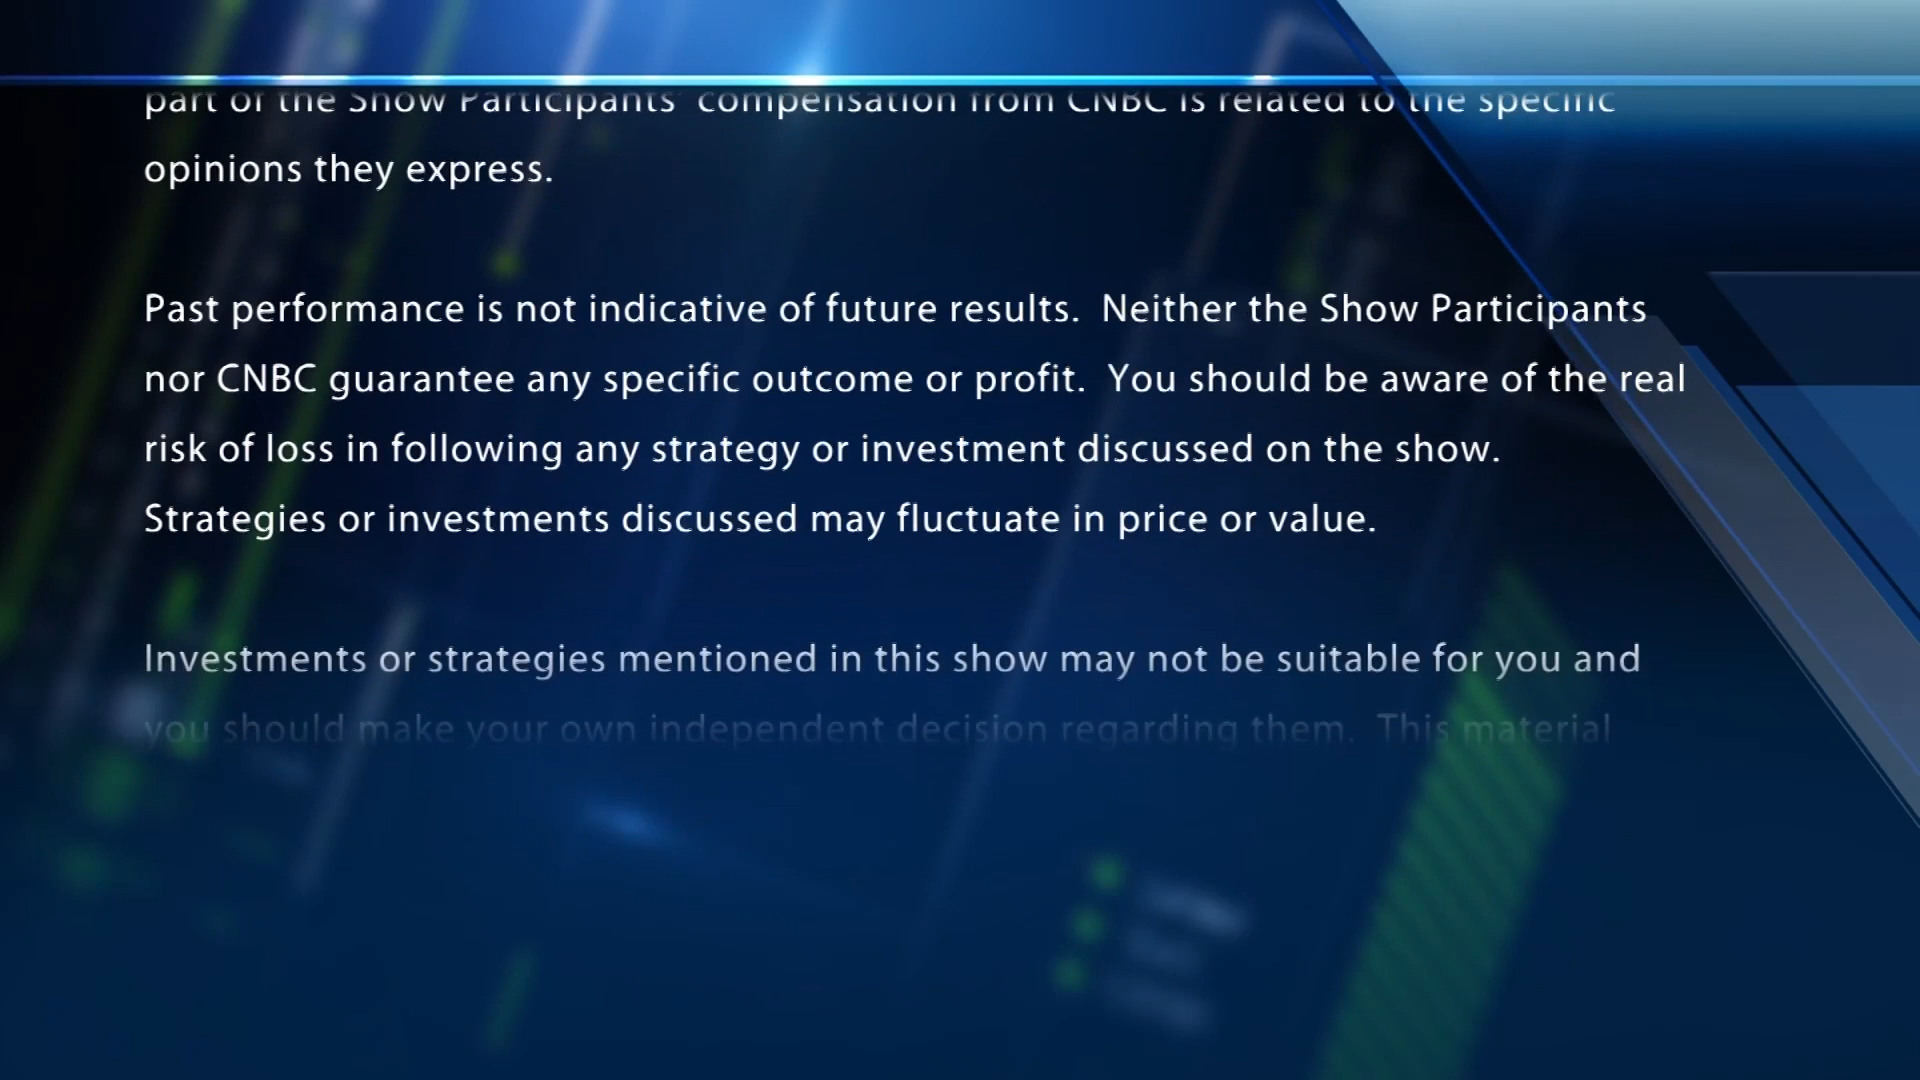 part of the Show Participants' compensation from CNBC is related to the specific
opinions they express.
Past performance is not indicative of future results.  Neither the Show Participants
nor CNBC guarantee any specific outcome or profit.  You should be aware of the real
risk of loss in following any strategy or investment discussed on the show.
Strategies or investments discussed may fluctuate in price or value.
Investments or strategies mentioned in this show may not be suitable for you and
you should make your own independent decision regarding them.  This material